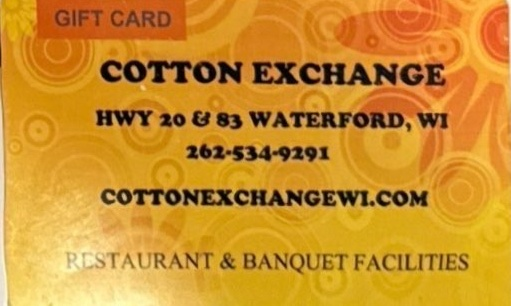 GIFT CARD
COTTON EXCHANGE
HWY 20 & 83 WATERFORD, WI
262-534-9291
COTTONEXCHANGEWI.COM
RESTAURANT & BANQUET FACILITIES